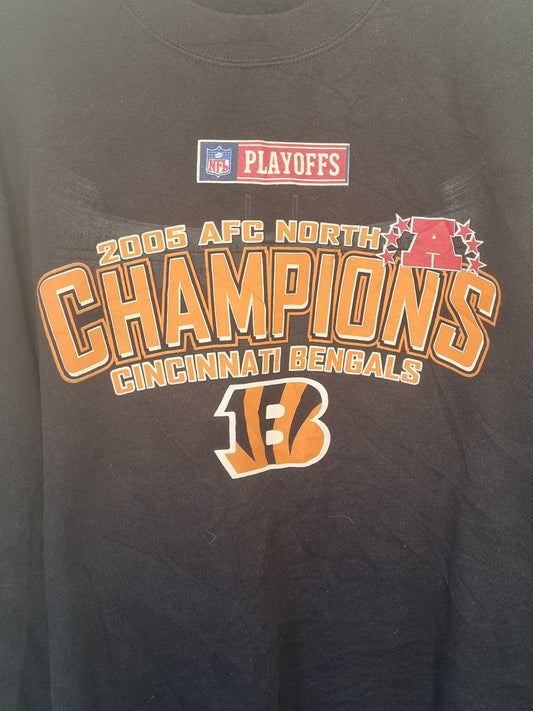 NFL PLAYOFFS
2005 AFC NORTH A
CHAMPIONS
CINCINNATI BENGALS
B